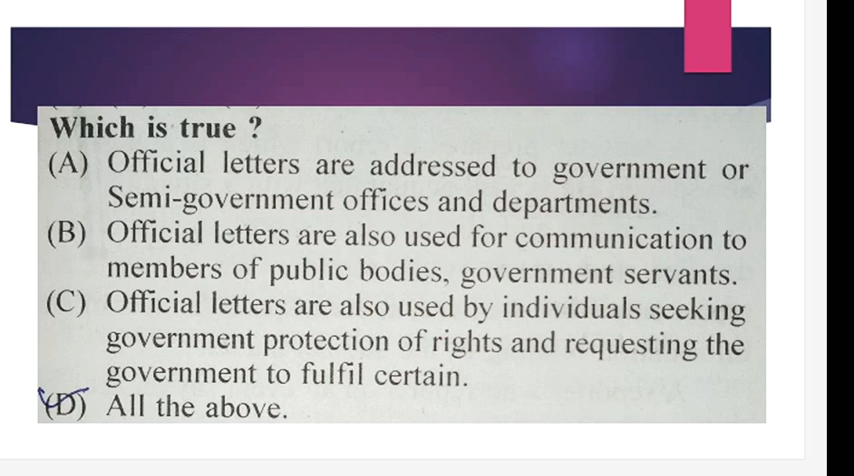 Which is true ?
(A) Official letters are addressed to government or
Semi-government offices and departments.
(B) Official letters are also used for communication to
members of public bodies, government servants.
(C) Official letters are also used by individuals seeking
government protection of rights and requesting the
government to fulfil certain.
(D) All the above.